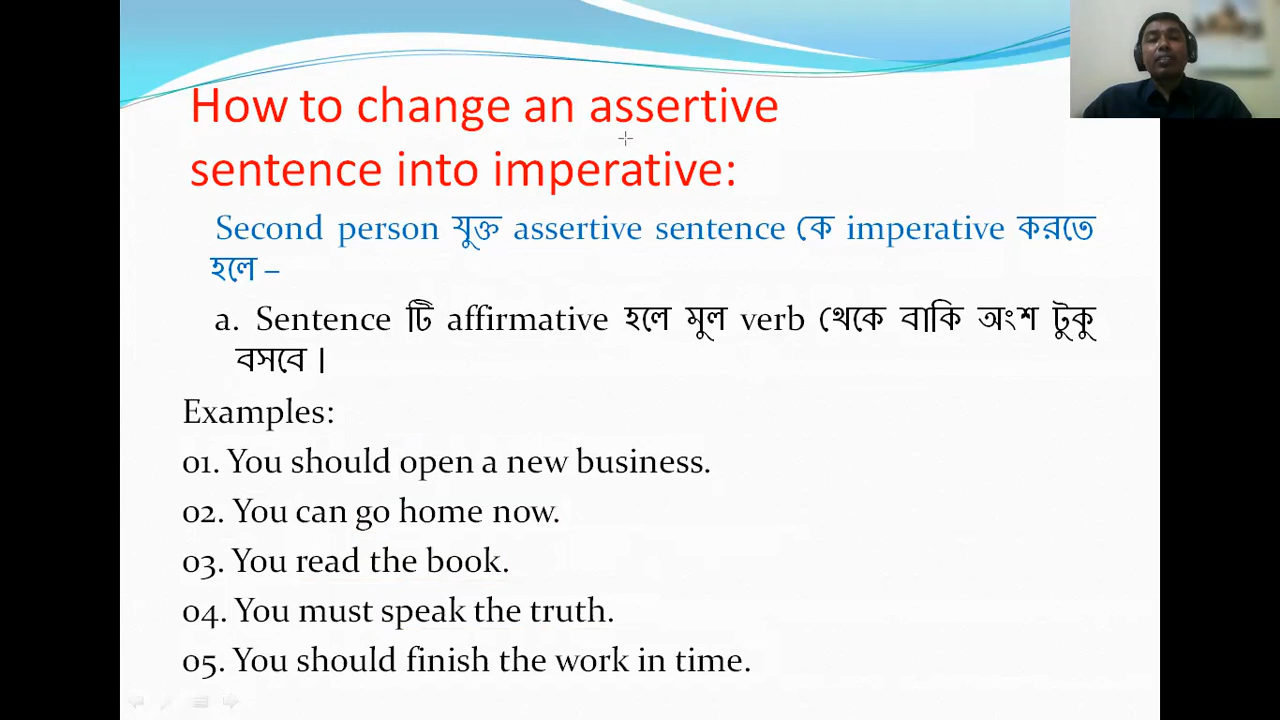 How to change an assertive
sentence into imperative:
Second person যুক্ত assertive sentence কে imperative করতে
হলে –
a. Sentence টি affirmative হলে মুল verb থেকে বাকি অংশ টুকু
বসবে ।
Examples:
01. You should open a new business.
02. You can go home now.
03. You read the book.
04. You must speak the truth.
05. You should finish the work in time.